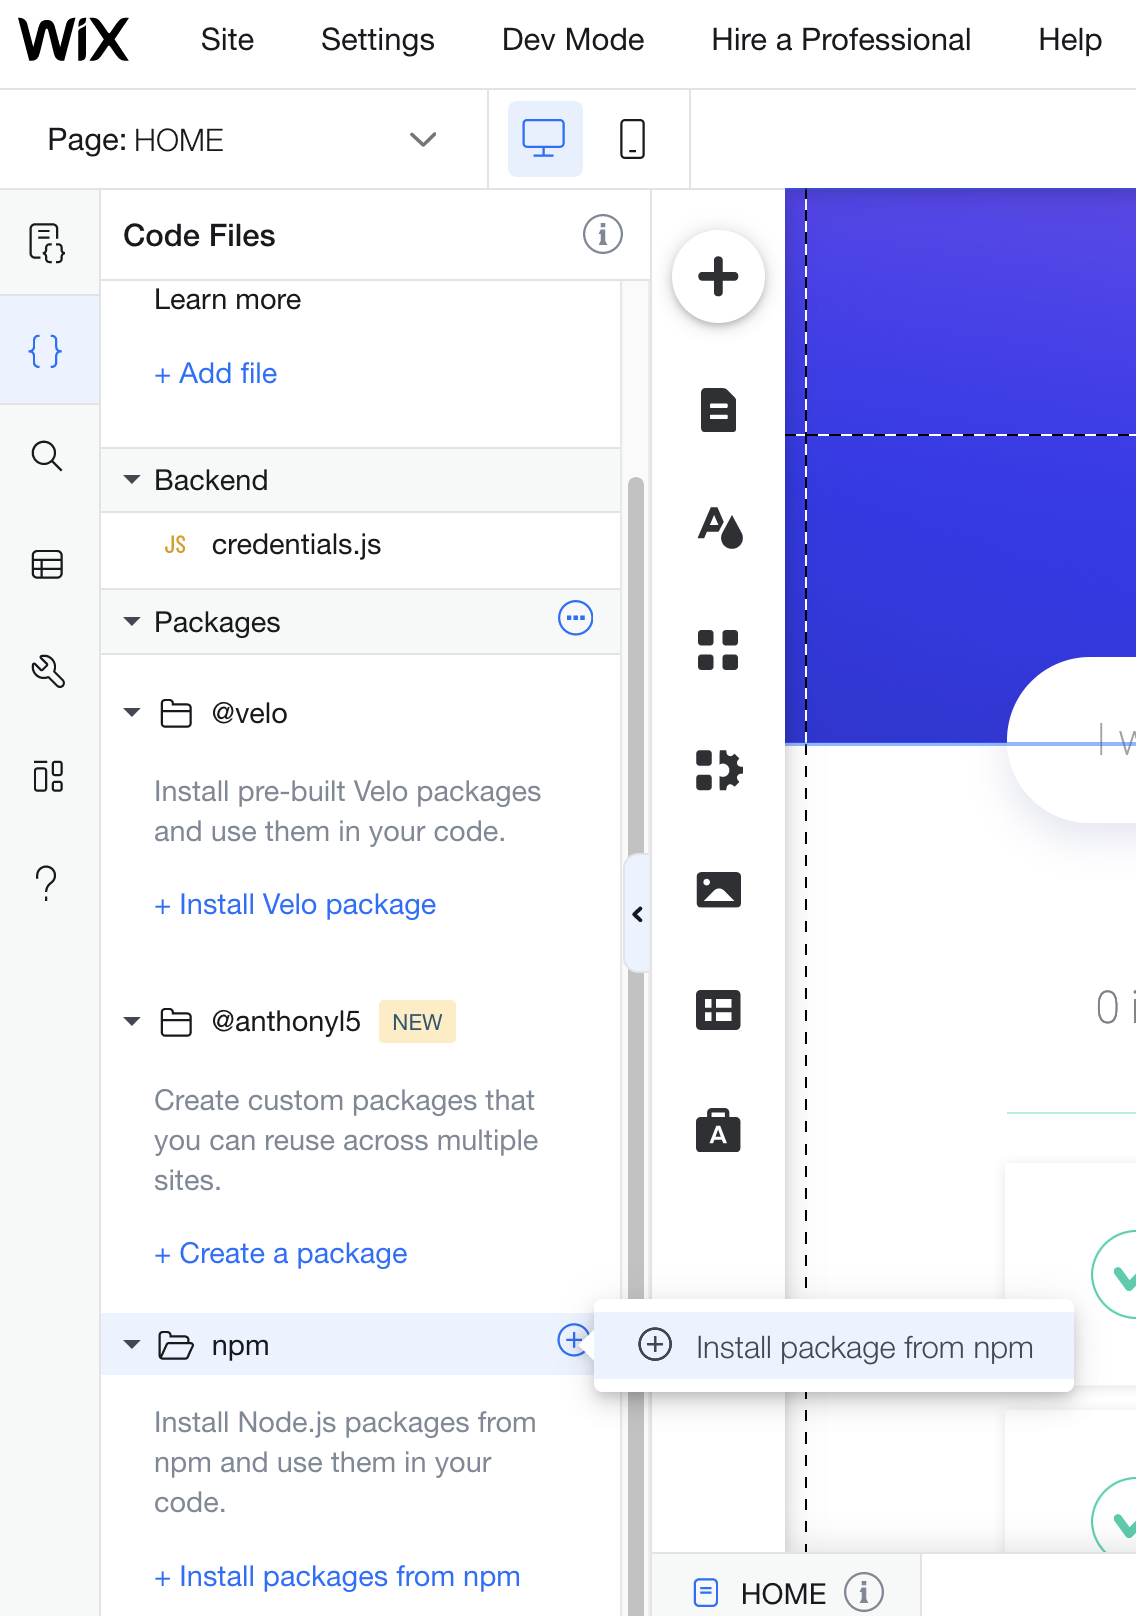 WiX
Site
Settings
Dev Mode
Hire a Professional
Help
Page: HOME
Code Files
Learn more
+ Add file
Backend
JS credentials.js
Packages
@velo
Install pre-built Velo packages
and use them in your code.
+ Install Velo package
@anthonyl5 NEW
Create custom packages that
you can reuse across multiple
sites.
+ Create a package
npm
Install package from npm
Install Node.js packages from
npm and use them in your
code.
+ Install packages from npm
I w
0 i
HOME